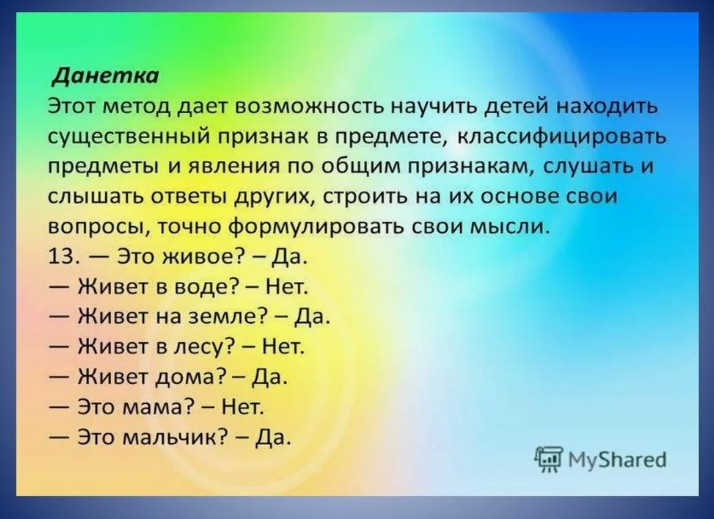 Данетка
Этот метод дает возможность научить детей находить
существенный признак в предмете, классифицировать
предметы и явления по общим признакам, слушать и
слышать ответы других, строить на их основе свои
вопросы, точно формулировать свои мысли.
13. — Это живое? – Да.
— Живет в воде? – Нет.
— Живет на земле? – Да.
— Живет в лесу? – Нет.
— Живет дома? – Да.
— Это мама? – Нет.
— Это мальчик? – Да.
MyShared